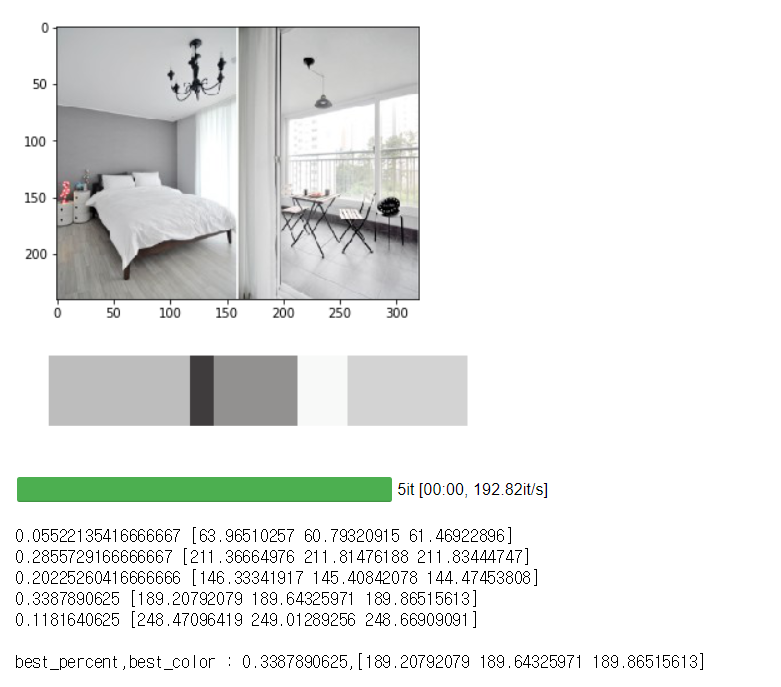 0
50
100
150
200
0 50 100 150 200 250 300
5it [00:00, 192.82it/s]
0.05522135416666667 [63.96510257 60.79320915 61.46922896]
0.2855729166666667 [211.36664976 211.81476188 211.83444747]
0.20225260416666666 [146.33341917 145.40842078 144.47453808]
0.3387890625 [189.20792079 189.64325971 189.86515613]
0.1181640625 [248.47096419 249.01289256 248.66909091]
best_percent,best_color : 0.3387890625,[189.20792079 189.64325971 189.86515613]